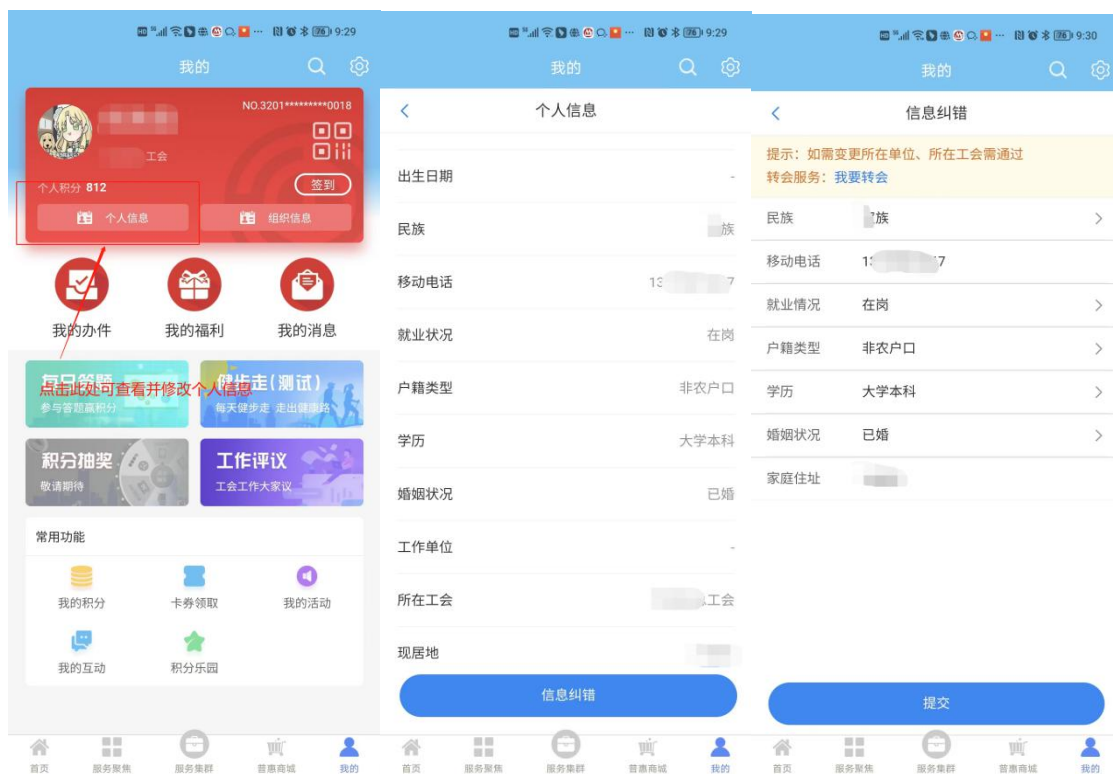 9:29
我的
NO.3201*********0018
工会
个人积分 812
签到
个人信息
组织信息
我的办件
我的福利
我的消息
每日答题
参与答题赢积分
健步走(测试)
每天健步走 走出健康路
点击此处可查看并修改个人信息
积分抽奖
敬请期待
工作评议
工会工作大家议
常用功能
我的积分
卡券领取
我的活动
我的互动
积分乐园
首页
服务聚焦
服务集群
普惠商城
我的
9:29
我的
个人信息
出生日期 -
民族 族
移动电话 13 7
就业状况 在岗
户籍类型 非农户口
学历 大学本科
婚姻状况 已婚
工作单位 -
所在工会 工会
现居地
信息纠错
首页
服务聚焦
服务集群
普惠商城
我的
9:30
我的
信息纠错
提示：如需变更所在单位、所在工会需通过
转会服务：我要转会
民族 族
移动电话 13 7
就业情况 在岗
户籍类型 非农户口
学历 大学本科
婚姻状况 已婚
家庭住址
提交
首页
服务聚焦
服务集群
普惠商城
我的